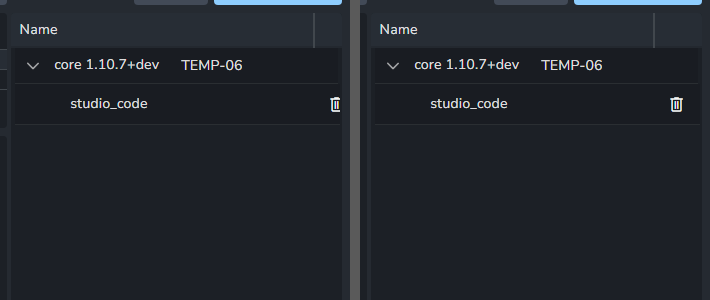 Name
core 1.10.7+dev TEMP-06
studio_code
Name
core 1.10.7+dev TEMP-06
studio_code